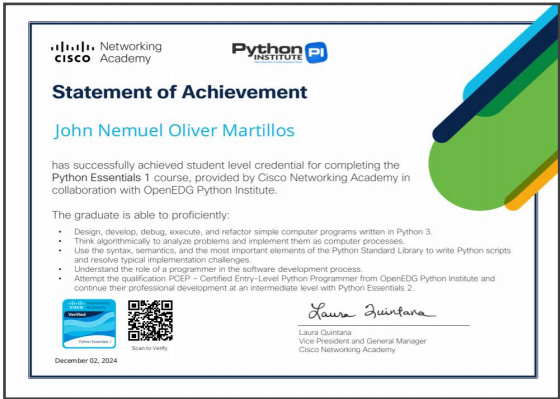 CISCO Networking Academy
Python INSTITUTE PI
Statement of Achievement
John Nemuel Oliver Martillos
has successfully achieved student level credential for completing the
Python Essentials 1 course, provided by Cisco Networking Academy in
collaboration with OpenEDG Python Institute.
The graduate is able to proficiently:
• Design, develop, debug, execute, and refactor simple computer programs written in Python 3.
• Think algorithmically to analyze problems and implement them as computer processes.
• Use the syntax, semantics, and the most important elements of the Python Standard Library to write Python scripts
and resolve typical implementation challenges.
• Understand the role of a programmer in the software development process.
• Attempt the qualification PCEP – Certified Entry-Level Python Programmer from OpenEDG Python Institute and
continue their professional development at an intermediate level with Python Essentials 2.
CISCO Networking Academy
Verified
Python Essentials 1
Scan to Verify
Laura Quintana
Laura Quintana
Vice President and General Manager
Cisco Networking Academy
December 02, 2024